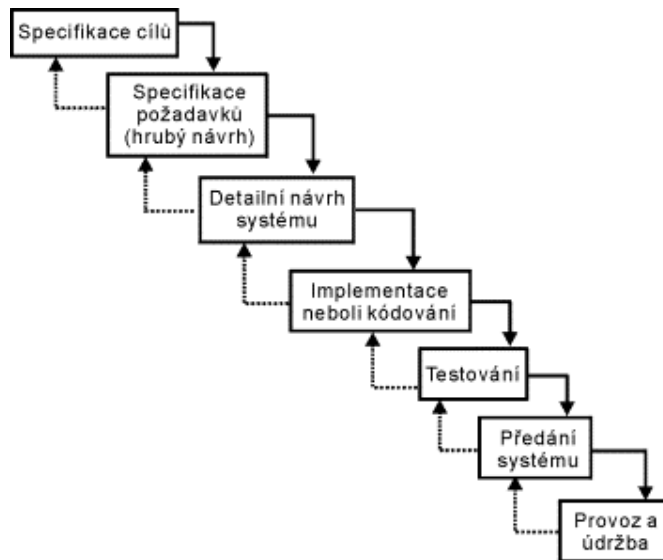 Specifikace cílů
Specifikace
požadavků
(hrubý návrh)
Detailní návrh
systému
Implementace
neboli kódování
Testování
Předání
systému
Provoz a
údržba